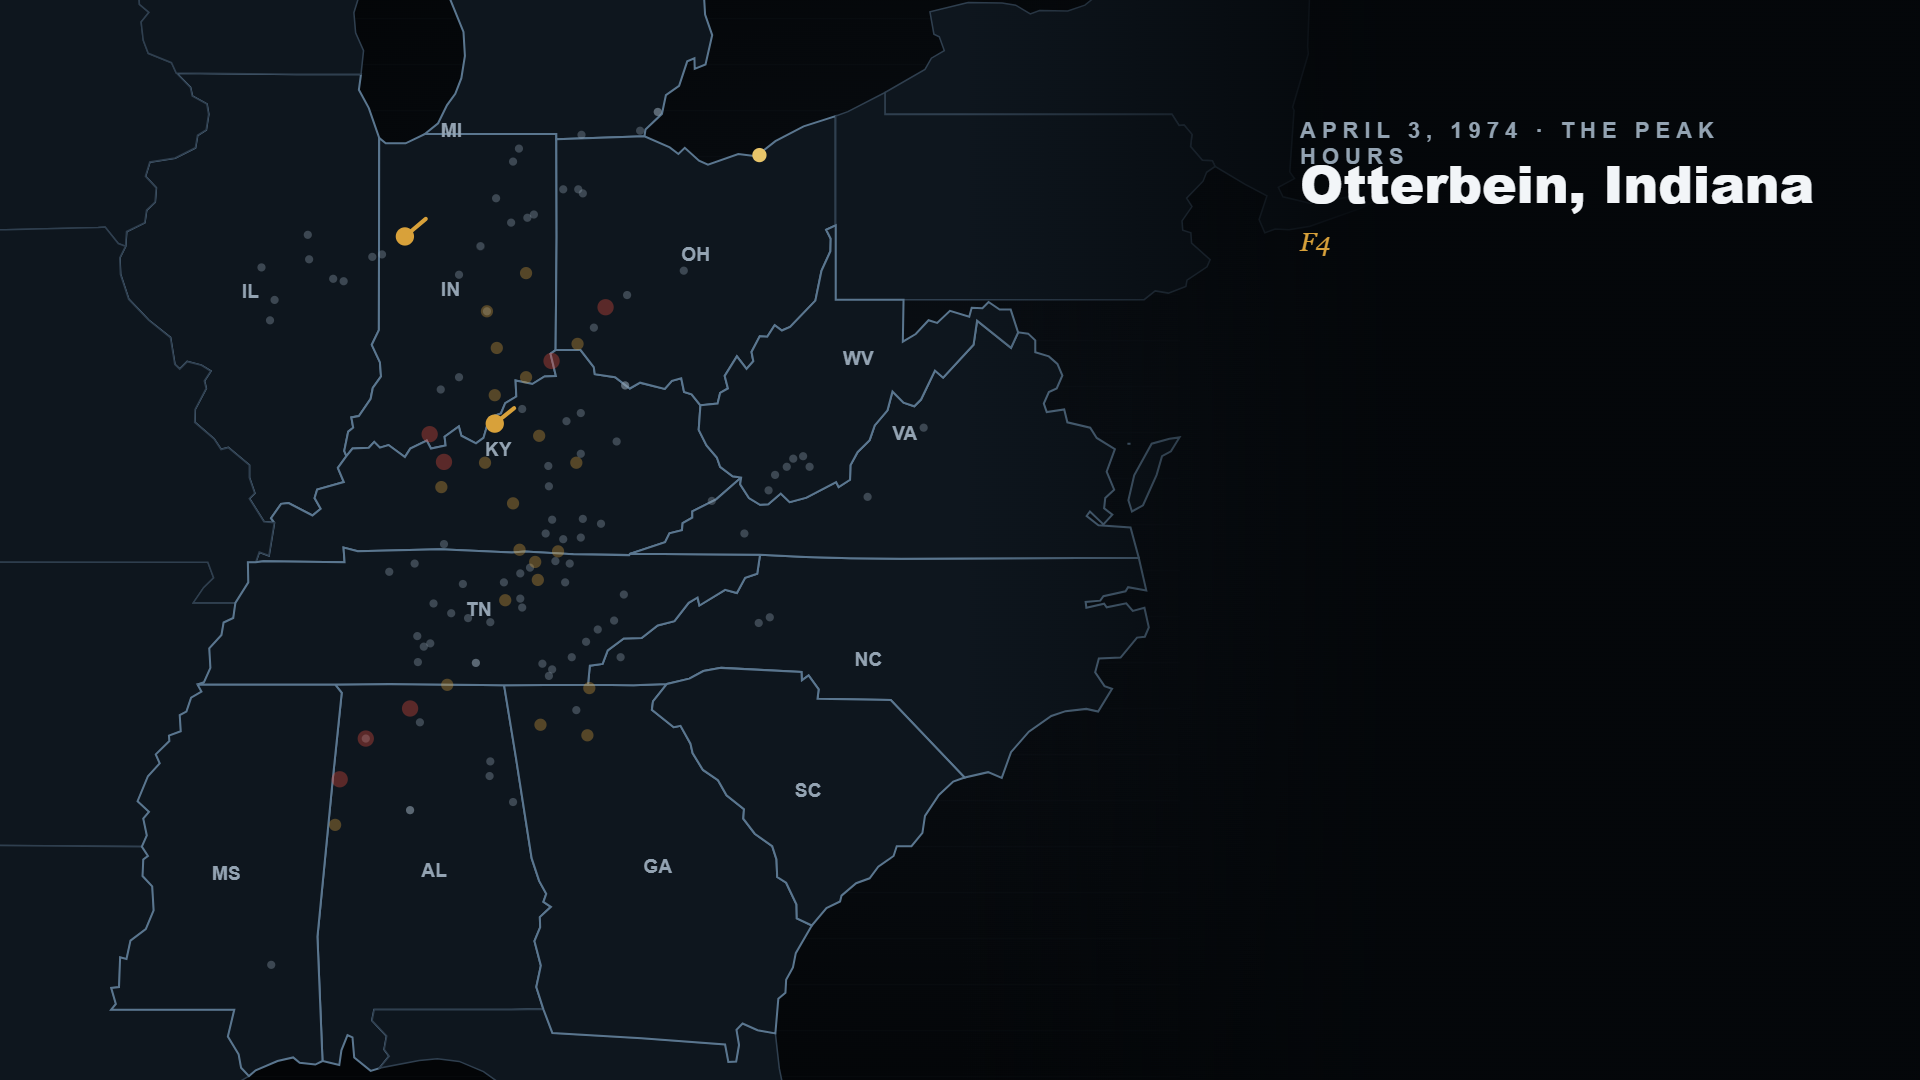 APRIL 3, 1974 · THE PEAK
HOURS
Otterbein, Indiana
F4
MI
OH
IL
IN
WV
VA
KY
TN
NC
SC
GA
AL
MS